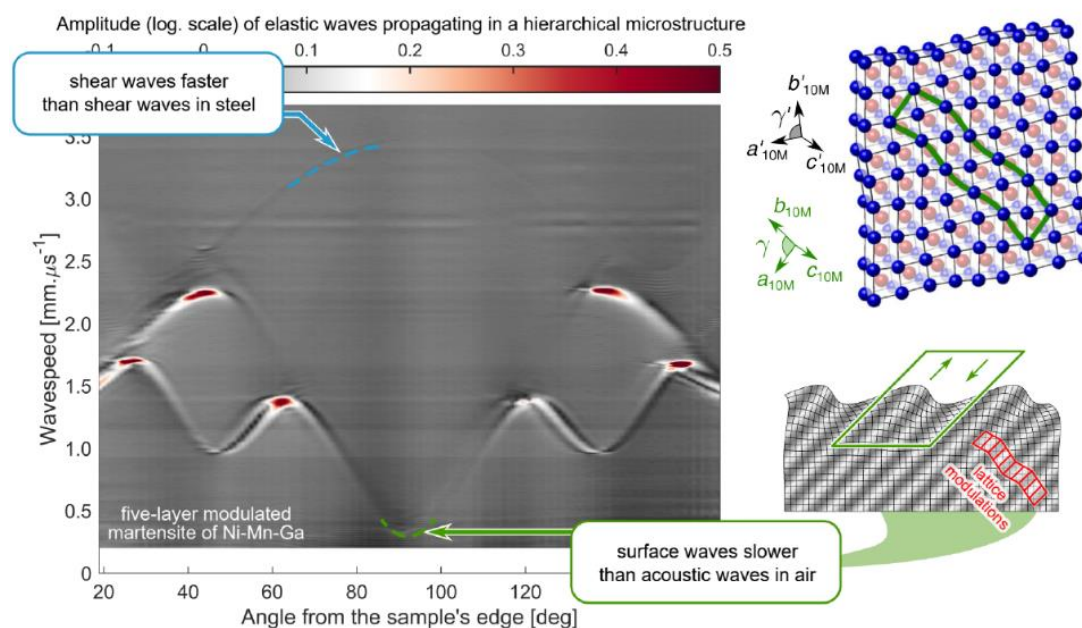 Amplitude (log. scale) of elastic waves propagating in a hierarchical microstructure
-0.1 0 0.1 0.2 0.3 0.4 0.5
shear waves faster
than shear waves in steel
Wavespeed [mm.μs⁻¹]
3.5
3.0
2.5
2.0
1.5
1.0
0.5
0
five-layer modulated
martensite of Ni-Mn-Ga
20 40 60 80 100 120
Angle from the sample's edge [deg]
surface waves slower
than acoustic waves in air
b'10M
γ'
a'10M
c'10M
b10M
γ
a10M
c10M
lattice
modulations